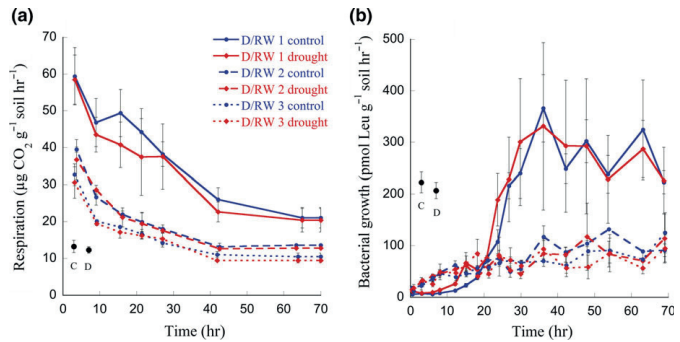 (a)
70
60
50
40
30
20
10
0
0 10 20 30 40 50 60 70
Respiration (µg CO₂ g⁻¹ soil hr⁻¹)
Time (hr)
D/RW 1 control
D/RW 1 drought
D/RW 2 control
D/RW 2 drought
D/RW 3 control
D/RW 3 drought
C D
(b)
500
400
300
200
100
0
0 10 20 30 40 50 60 70
Bacterial growth (pmol Leu g⁻¹ soil hr⁻¹)
Time (hr)
C D